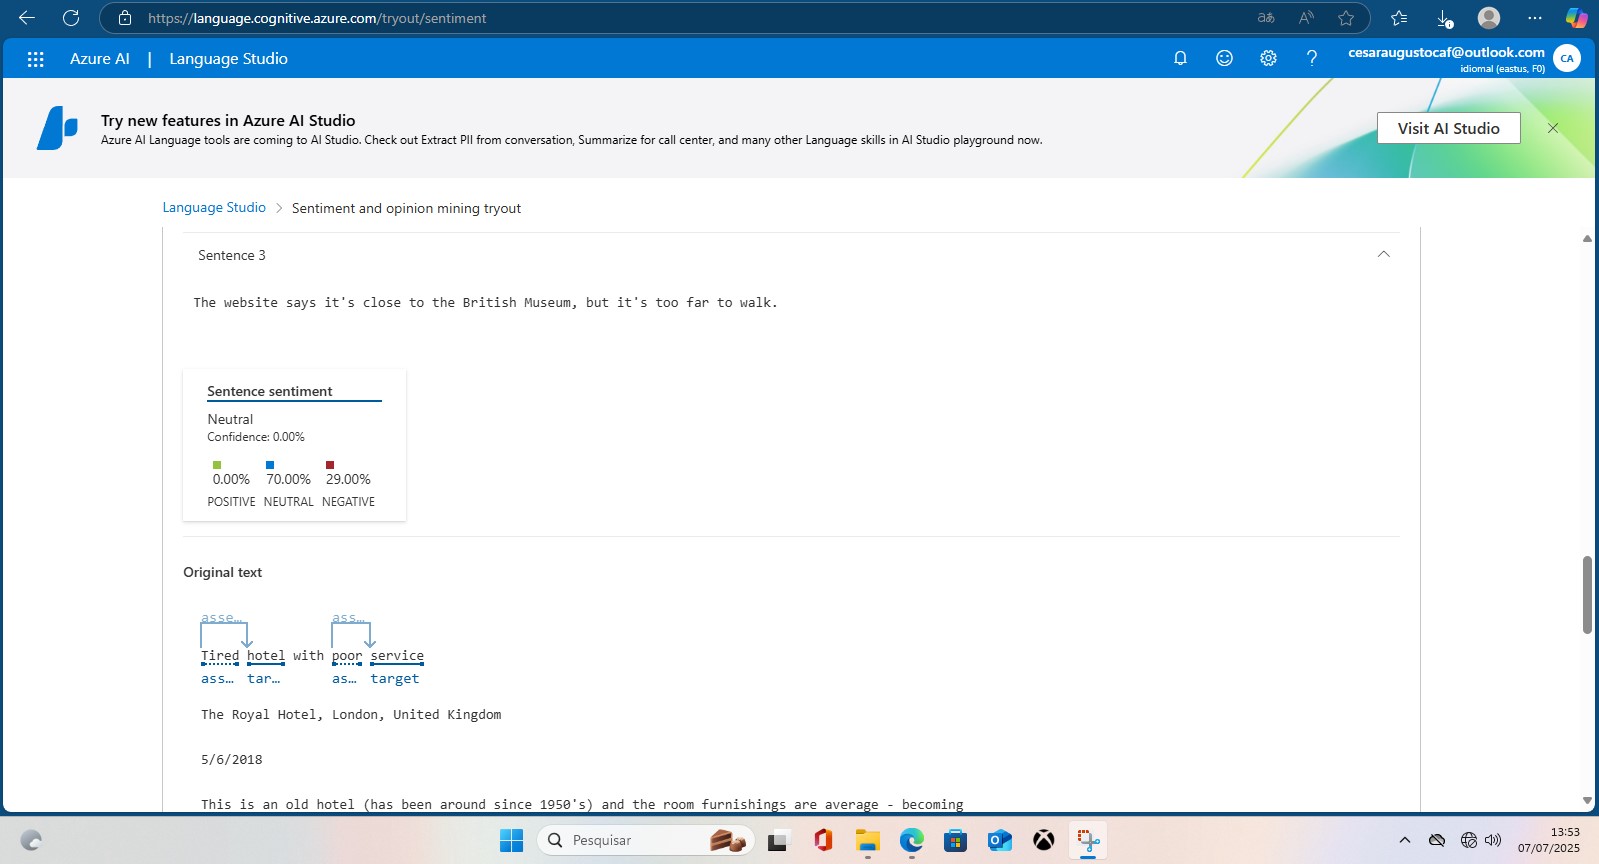 https://language.cognitive.azure.com/tryout/sentiment
Azure AI | Language Studio
cesaraugustocaf@outlook.com
idiomal (eastus, F0)
CA
Try new features in Azure AI Studio
Azure AI Language tools are coming to AI Studio. Check out Extract PII from conversation, Summarize for call center, and many other Language skills in AI Studio playground now.
Visit AI Studio
Language Studio > Sentiment and opinion mining tryout
Sentence 3
The website says it's close to the British Museum, but it's too far to walk.
Sentence sentiment
Neutral
Confidence: 0.00%
0.00% 70.00% 29.00%
POSITIVE NEUTRAL NEGATIVE
Original text
asse... ass...
Tired hotel with poor service
ass... tar... as... target
The Royal Hotel, London, United Kingdom
5/6/2018
This is an old hotel (has been around since 1950's) and the room furnishings are average - becoming
Pesquisar
13:53
07/07/2025